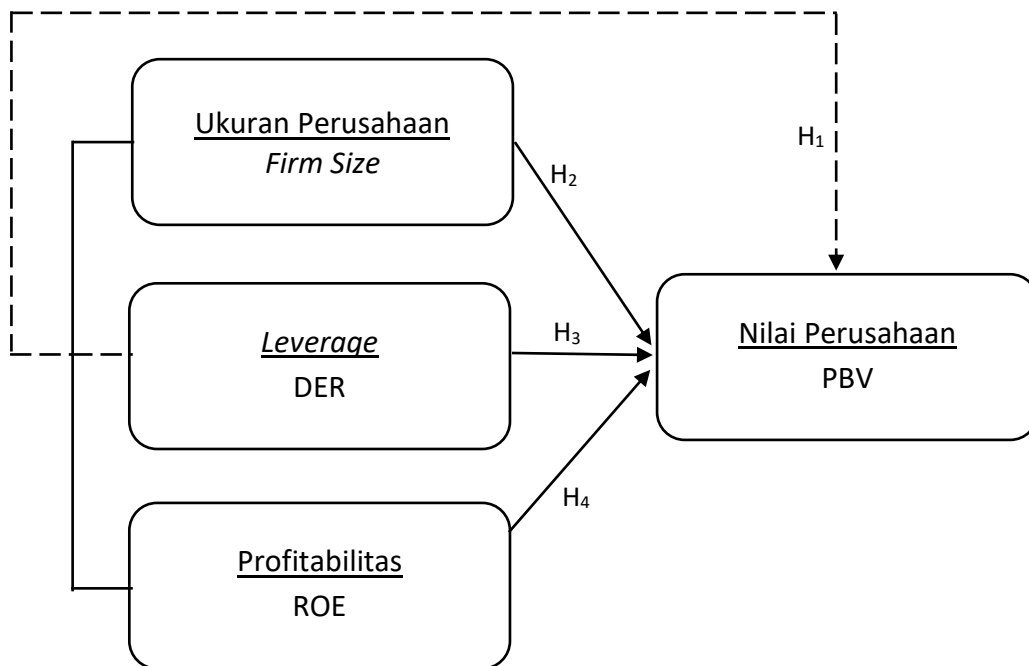 Ukuran Perusahaan
Firm Size
H₁
H₂
Leverage
DER
H₃
Nilai Perusahaan
PBV
H₄
Profitabilitas
ROE